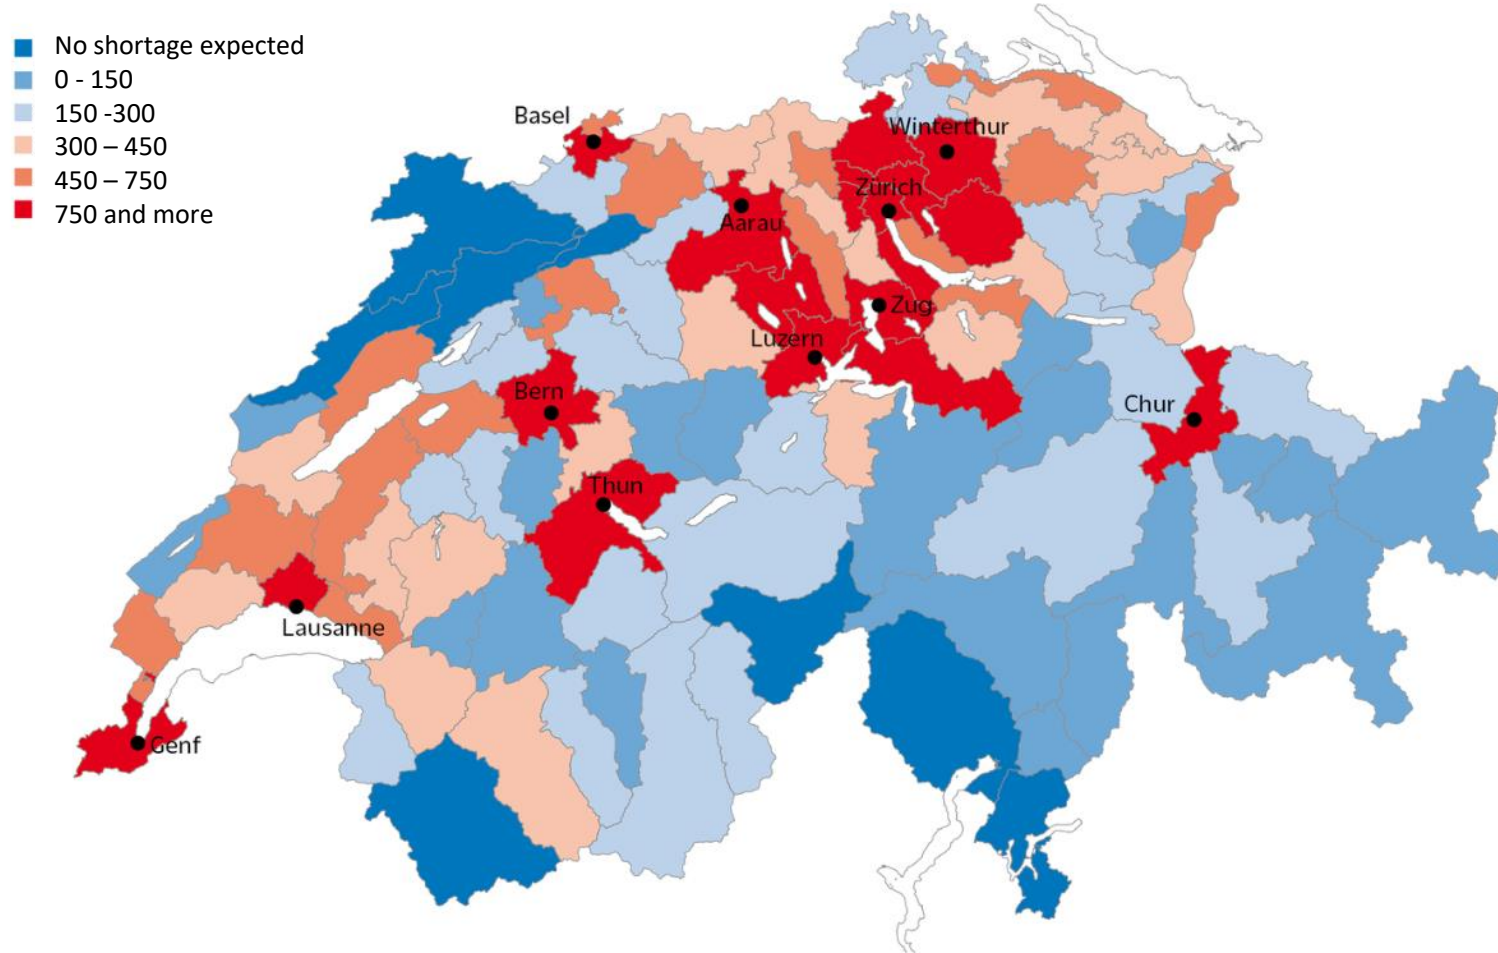 No shortage expected
0 - 150
150 -300
300 – 450
450 – 750
750 and more
Basel
Winterthur
Zürich
Aarau
Zug
Luzern
Bern
Chur
Thun
Lausanne
Genf